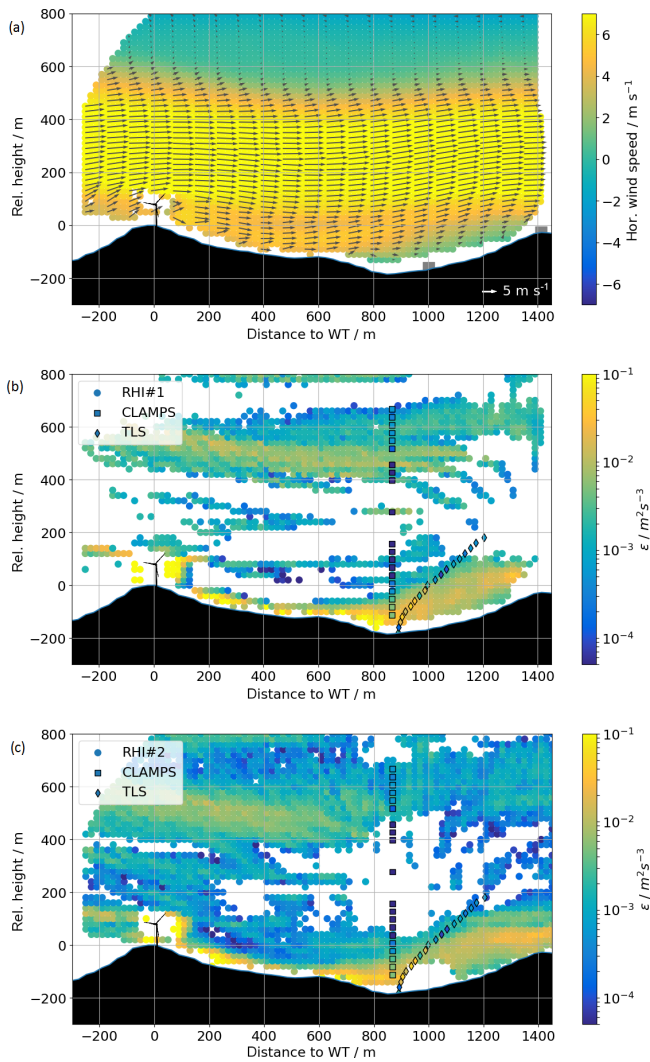 (a)
800
600
400
200
0
−200
Rel. height / m
−200 0 200 400 600 800 1000 1200 1400
Distance to WT / m
5 m s⁻¹
6
4
2
0
−2
−4
−6
Hor. wind speed / m s⁻¹
(b)
RHI#1
CLAMPS
TLS
800
600
400
200
0
−200
Rel. height / m
−200 0 200 400 600 800 1000 1200 1400
Distance to WT / m
10⁻¹
10⁻²
10⁻³
10⁻⁴
ε / m²s⁻³
(c)
RHI#2
CLAMPS
TLS
800
600
400
200
0
−200
Rel. height / m
−200 0 200 400 600 800 1000 1200 1400
Distance to WT / m
10⁻¹
10⁻²
10⁻³
10⁻⁴
ε / m²s⁻³